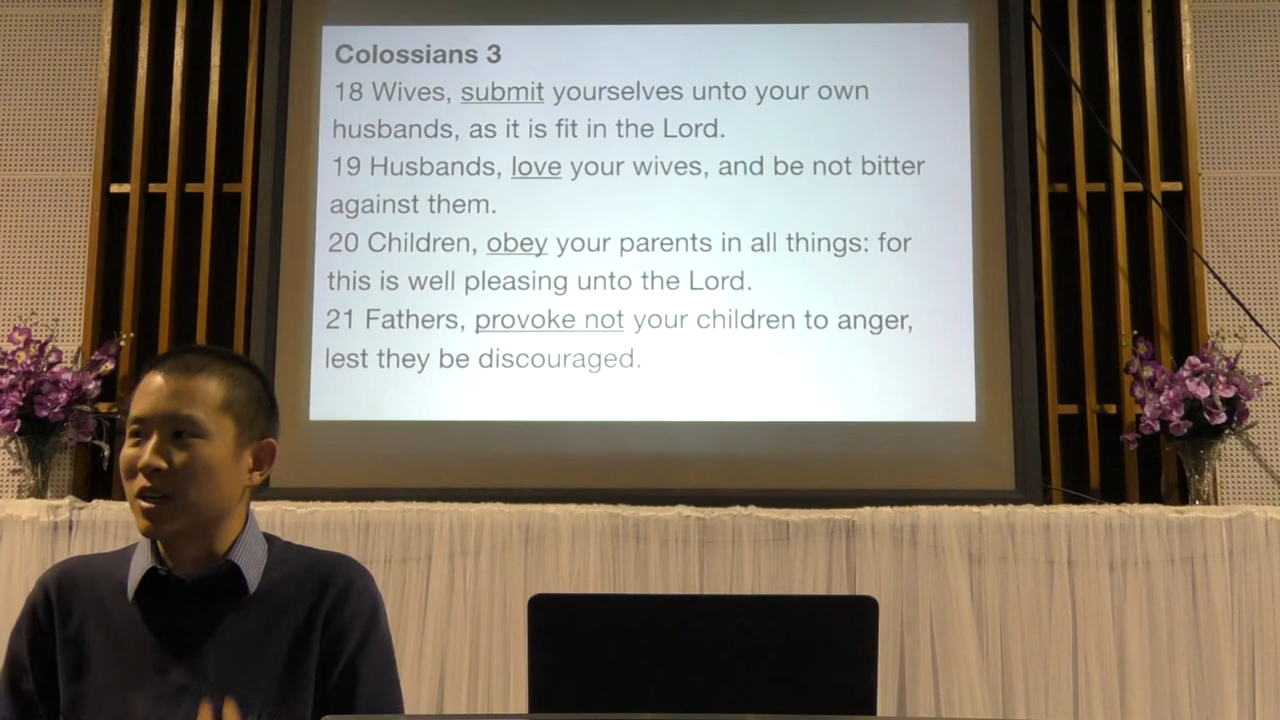 Colossians 3
18 Wives, submit yourselves unto your own
husbands, as it is fit in the Lord.
19 Husbands, love your wives, and be not bitter
against them.
20 Children, obey your parents in all things: for
this is well pleasing unto the Lord.
21 Fathers, provoke not your children to anger,
lest they be discouraged.